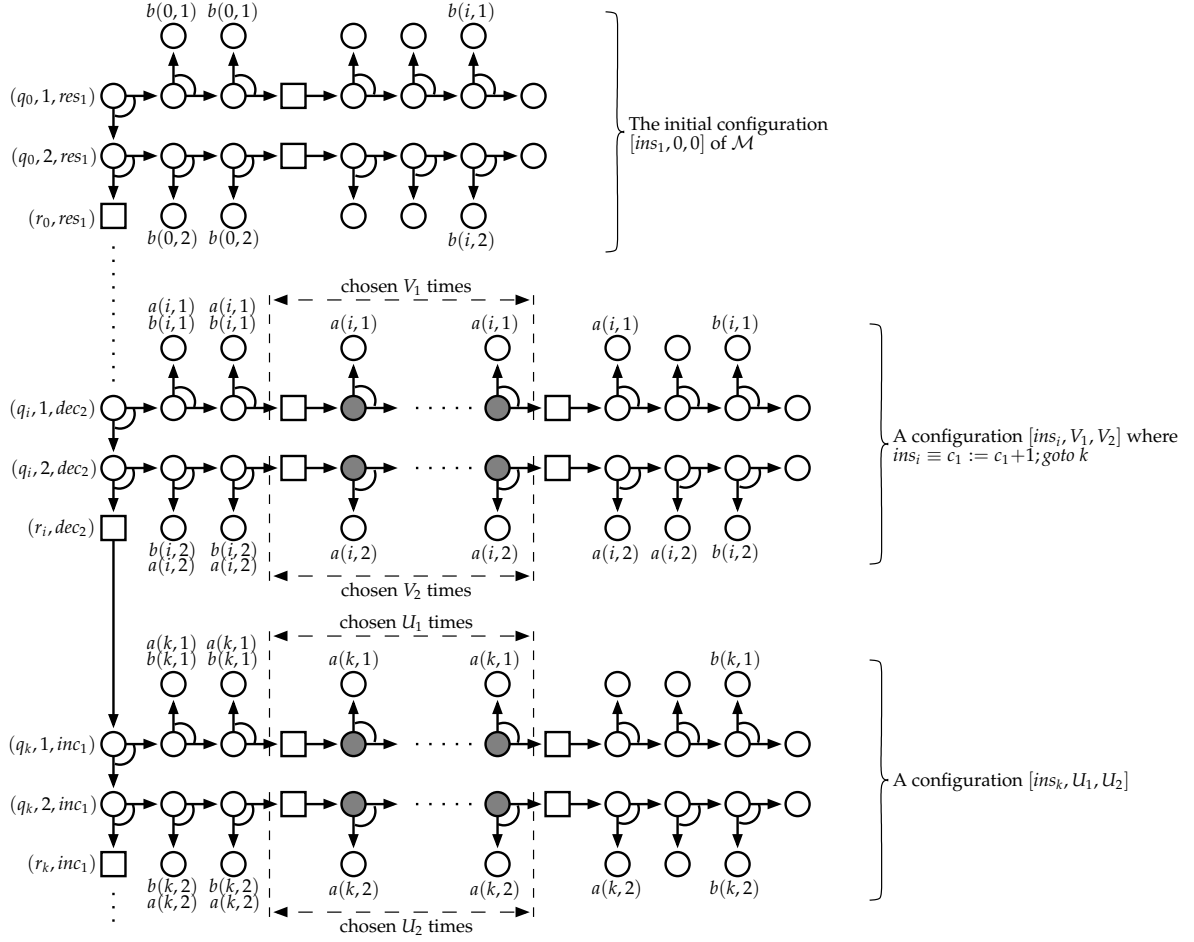 b(0,1) b(0,1) b(i,1)
(q0,1,res1)
The initial configuration
[ins1,0,0] of M
(q0,2,res1)
(r0,res1)
b(0,2) b(0,2) b(i,2)
chosen V1 times
a(i,1) a(i,1)
b(i,1) b(i,1) a(i,1) a(i,1) a(i,1) b(i,1)
(qi,1,dec2)
A configuration [insi,V1,V2] where
insi ≡ c1 := c1+1; goto k
(qi,2,dec2)
(ri,dec2)
b(i,2) b(i,2) a(i,2) a(i,2) a(i,2) a(i,2) b(i,2)
a(i,2) a(i,2)
chosen V2 times
chosen U1 times
a(k,1) a(k,1)
b(k,1) b(k,1) a(k,1) a(k,1) b(k,1)
(qk,1,inc1)
A configuration [insk,U1,U2]
(qk,2,inc1)
(rk,inc1)
b(k,2) b(k,2) a(k,2) a(k,2) a(k,2) b(k,2)
a(k,2) a(k,2)
chosen U2 times